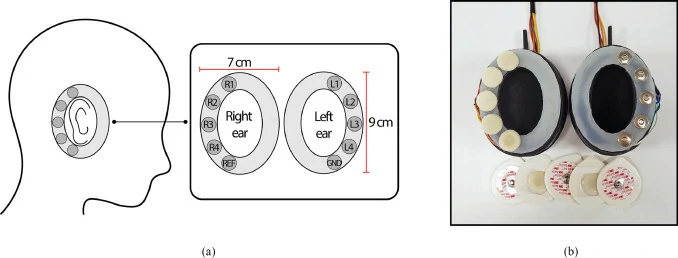 7 cm
R1
R2
R3
R4
REF
Right
ear
L1
L2
L3
L4
GND
Left
ear
9 cm
(a)
(b)